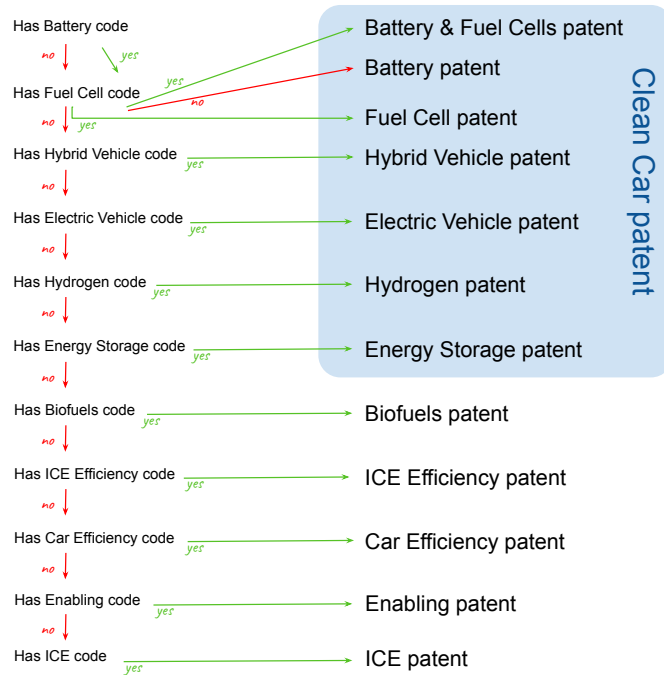 Has Battery code
Battery & Fuel Cells patent
no
yes
Battery patent
yes
Has Fuel Cell code
no
Fuel Cell patent
no
yes
Has Hybrid Vehicle code
Hybrid Vehicle patent
yes
no
Has Electric Vehicle code
Electric Vehicle patent
yes
no
Has Hydrogen code
Hydrogen patent
yes
no
Has Energy Storage code
Energy Storage patent
yes
no
Clean Car patent
Has Biofuels code
Biofuels patent
yes
no
Has ICE Efficiency code
ICE Efficiency patent
yes
no
Has Car Efficiency code
Car Efficiency patent
yes
no
Has Enabling code
Enabling patent
yes
no
Has ICE code
ICE patent
yes